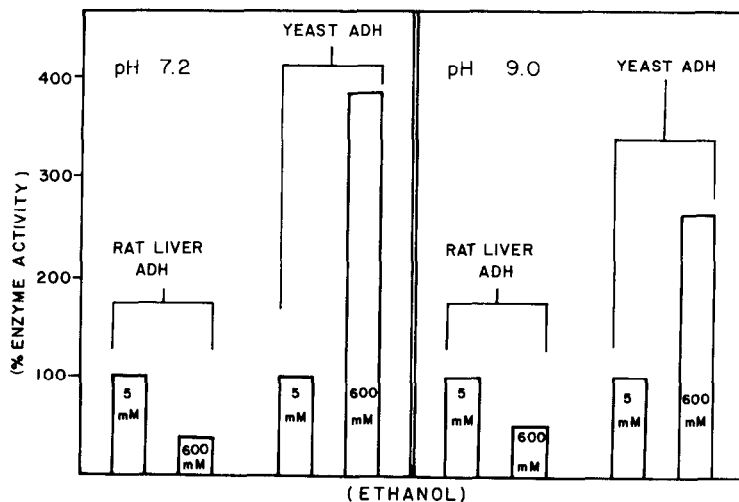 (% ENZYME ACTIVITY)
400
300
200
100
pH 7.2
YEAST ADH
RAT LIVER
ADH
5
mM
600
mM
5
mM
600
mM
pH 9.0
YEAST ADH
RAT LIVER
ADH
5
mM
600
mM
5
mM
600
mM
(ETHANOL)